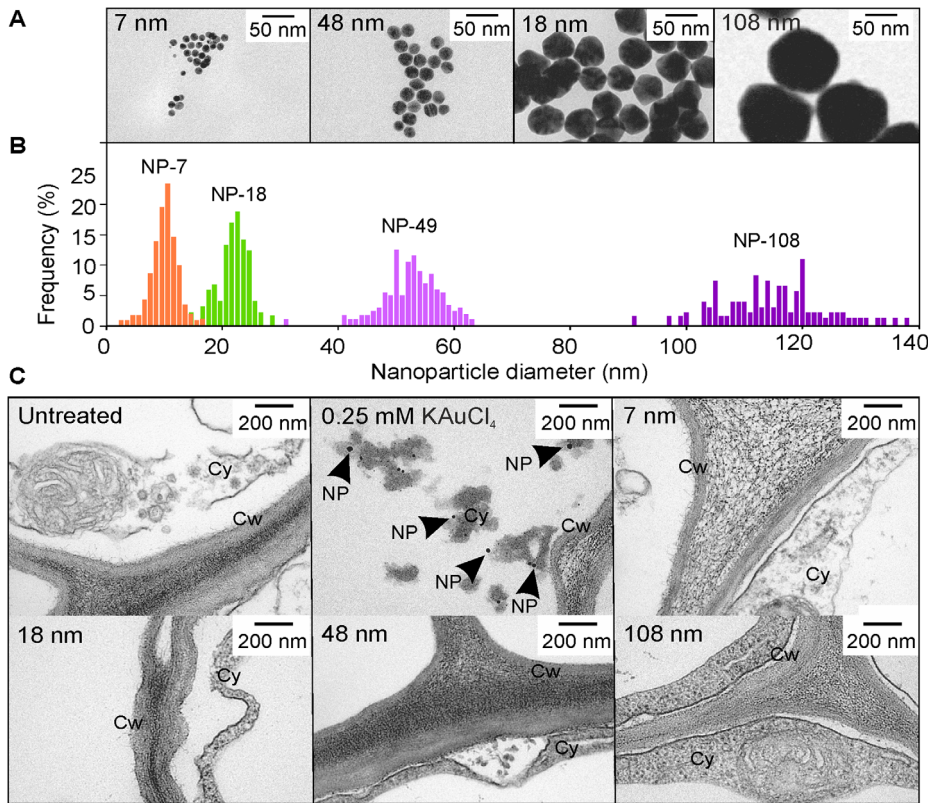 A
7 nm
50 nm
48 nm
50 nm
18 nm
50 nm
108 nm
50 nm
B
Frequency (%)
25
20
15
10
5
0
NP-7
NP-18
NP-49
NP-108
0
20
40
60
80
100
120
140
Nanoparticle diameter (nm)
C
Untreated
200 nm
Cy
Cw
0.25 mM KAuCl₄
200 nm
NP
NP
NP
Cy
Cw
NP
NP
7 nm
200 nm
Cw
Cy
18 nm
200 nm
Cy
Cw
48 nm
200 nm
Cw
Cy
108 nm
200 nm
Cw
Cy